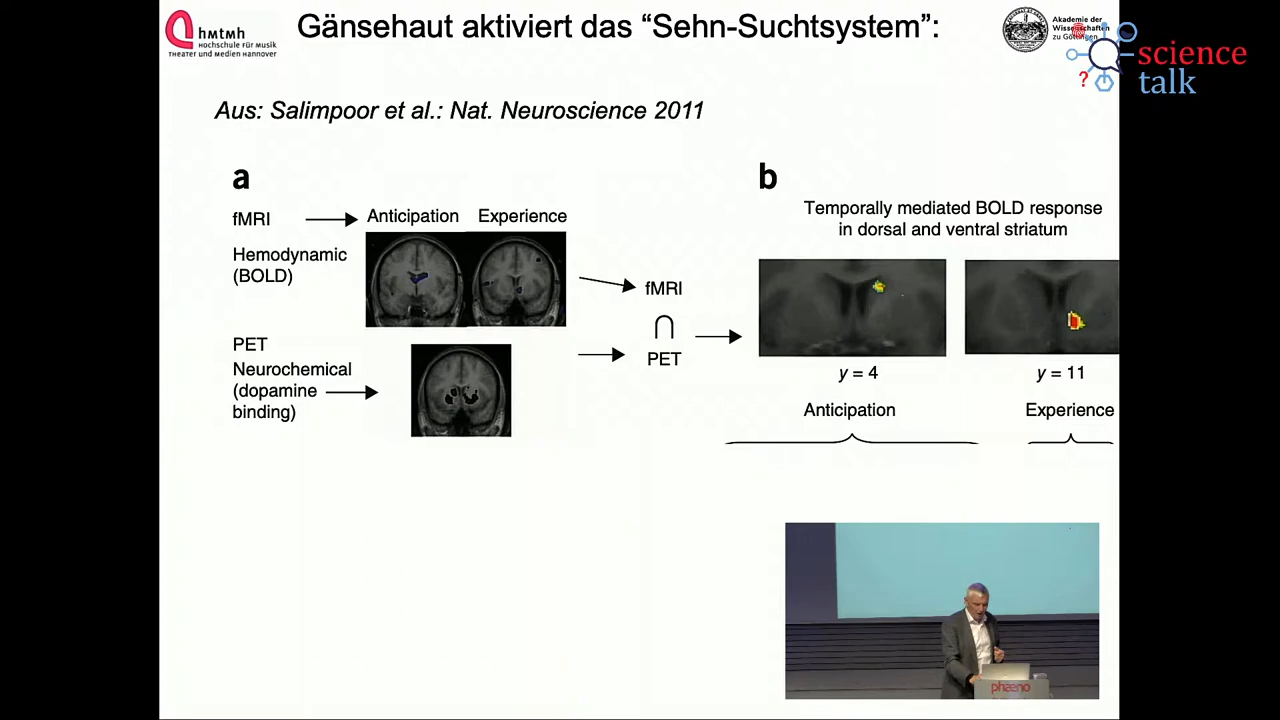 hmtmh
Hochschule für Musik
Theater und Medien Hannover
Gänsehaut aktiviert das “Sehn-Suchtsystem”:
Akademie der
Wissenschaften
zu Göttingen
science
talk
?
Aus: Salimpoor et al.: Nat. Neuroscience 2011
a
fMRI
Anticipation
Experience
Hemodynamic
(BOLD)
PET
Neurochemical
(dopamine
binding)
fMRI
∩
PET
b
Temporally mediated BOLD response
in dorsal and ventral striatum
y = 4
y = 11
Anticipation
Experience
phæno